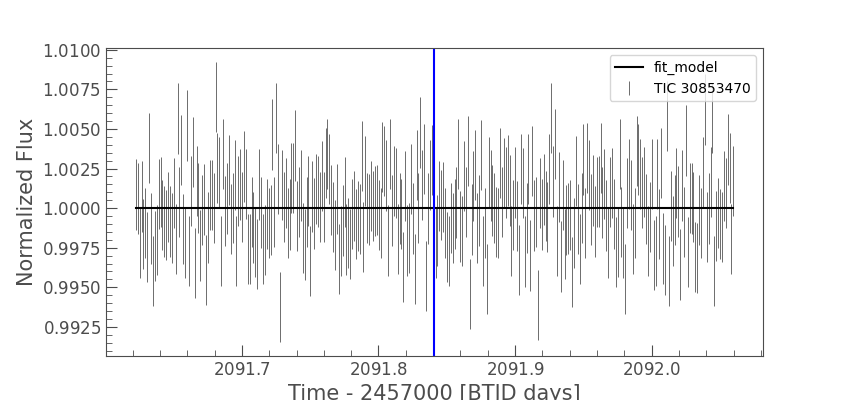 1.0100
1.0075
1.0050
1.0025
1.0000
0.9975
0.9950
0.9925
Normalized Flux
fit_model
TIC 30853470
2091.7 2091.8 2091.9 2092.0
Time - 2457000 [BTJD days]